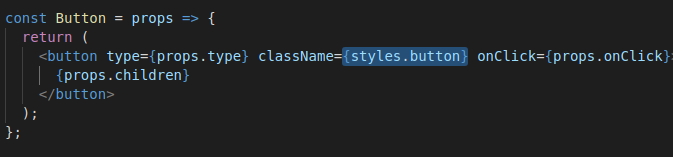 const Button = props => {
return (
<button type={props.type} className={styles.button} onClick={props.onClick}>
{props.children}
</button>
);
};